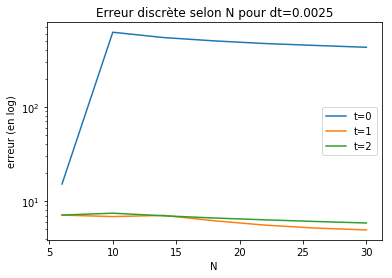 Erreur discrète selon N pour dt=0.0025
erreur (en log)
10²
10¹
t=0
t=1
t=2
5 10 15 20 25 30
N